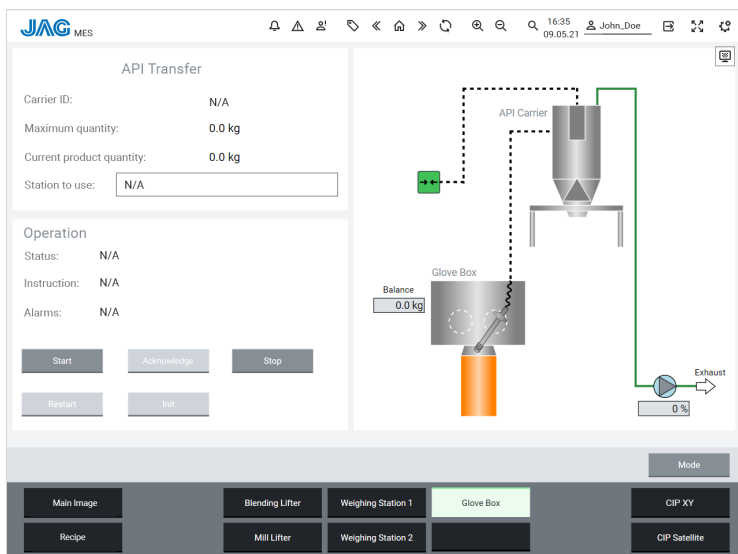 JAG MES
16:35
09.05.21
John_Doe
API Transfer
Carrier ID: N/A
Maximum quantity: 0.0 kg
Current product quantity: 0.0 kg
Station to use: N/A
Operation
Status: N/A
Instruction: N/A
Alarms: N/A
Start Acknowledge Stop
Restart Init
API Carrier
Glove Box
Balance
0.0 kg
Exhaust
0 %
Mode
Main Image Blending Lifter Weighing Station 1 Glove Box CIP XY
Recipe Mill Lifter Weighing Station 2 CIP Satellite